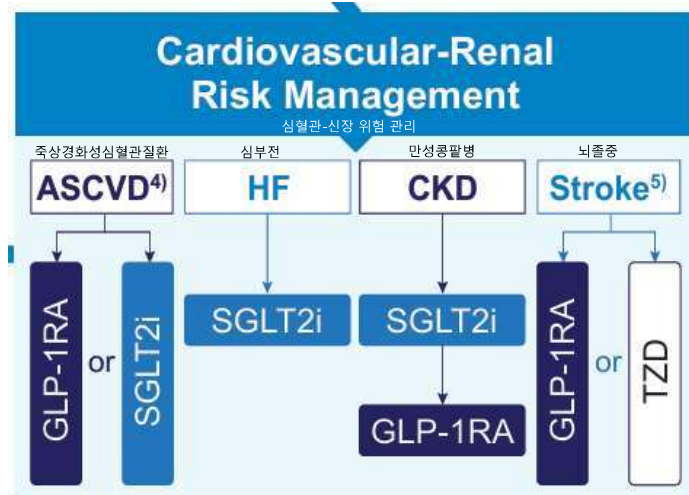 Cardiovascular-Renal
Risk Management
심혈관-신장 위험 관리
죽상경화성심혈관질환
ASCVD⁴⁾
심부전
HF
만성콩팥병
CKD
뇌졸중
Stroke⁵⁾
GLP-1RA
or
SGLT2i
SGLT2i
SGLT2i
GLP-1RA
GLP-1RA
or
TZD